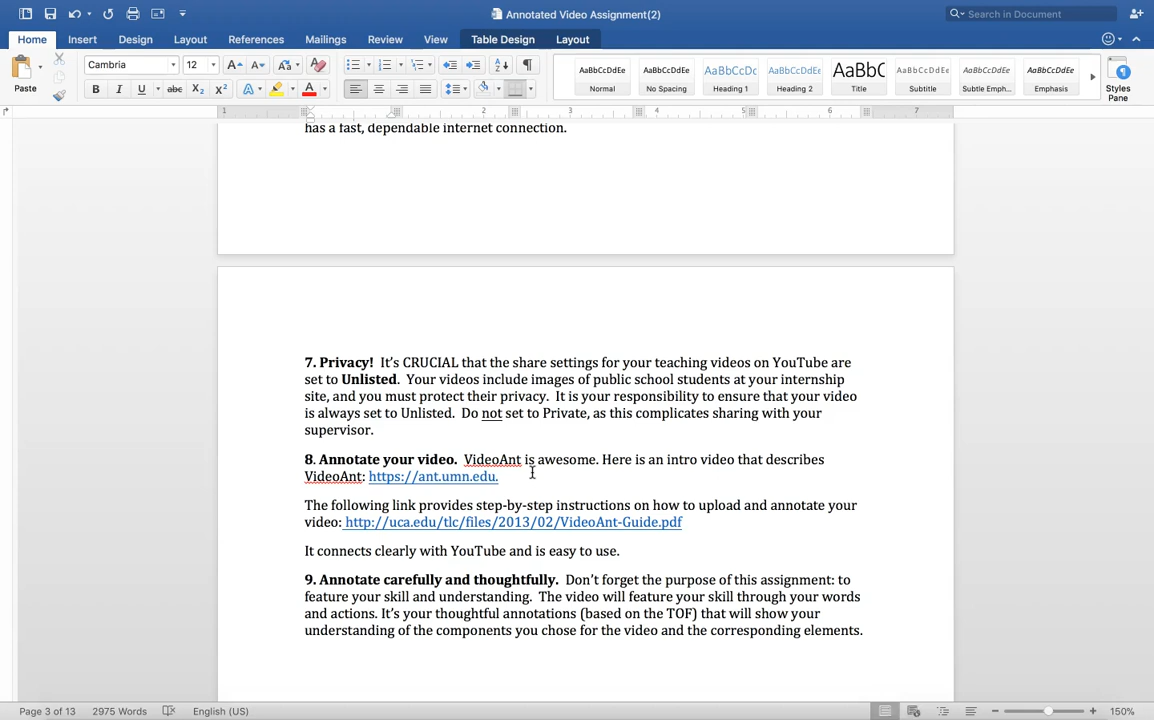 Annotated Video Assignment(2)
Search in Document
Home Insert Design Layout References Mailings Review View Table Design Layout
Paste
Cambria 12
AaBbCcDdEe Normal
AaBbCcDdEe No Spacing
AaBbCcDc Heading 1
AaBbCcDdEe Heading 2
AaBbC Title
AaBbCcDdEe Subtitle
AaBbCcDdEe Subtle Emph...
AaBbCcDdEe Emphasis
Styles Pane
1 1 2 3 4 5 6 7
has a fast, dependable internet connection.
7. Privacy! It's CRUCIAL that the share settings for your teaching videos on YouTube are
set to Unlisted. Your videos include images of public school students at your internship
site, and you must protect their privacy. It is your responsibility to ensure that your video
is always set to Unlisted. Do not set to Private, as this complicates sharing with your
supervisor.
8. Annotate your video. VideoAnt is awesome. Here is an intro video that describes
VideoAnt: https://ant.umn.edu.
The following link provides step-by-step instructions on how to upload and annotate your
video: http://uca.edu/tlc/files/2013/02/VideoAnt-Guide.pdf
It connects clearly with YouTube and is easy to use.
9. Annotate carefully and thoughtfully. Don't forget the purpose of this assignment: to
feature your skill and understanding. The video will feature your skill through your words
and actions. It's your thoughtful annotations (based on the TOF) that will show your
understanding of the components you chose for the video and the corresponding elements.
Page 3 of 13 2975 Words English (US) 150%